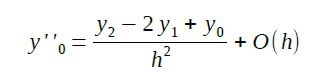 y''₀ = (y₂ − 2 y₁ + y₀) / h² + O(h)